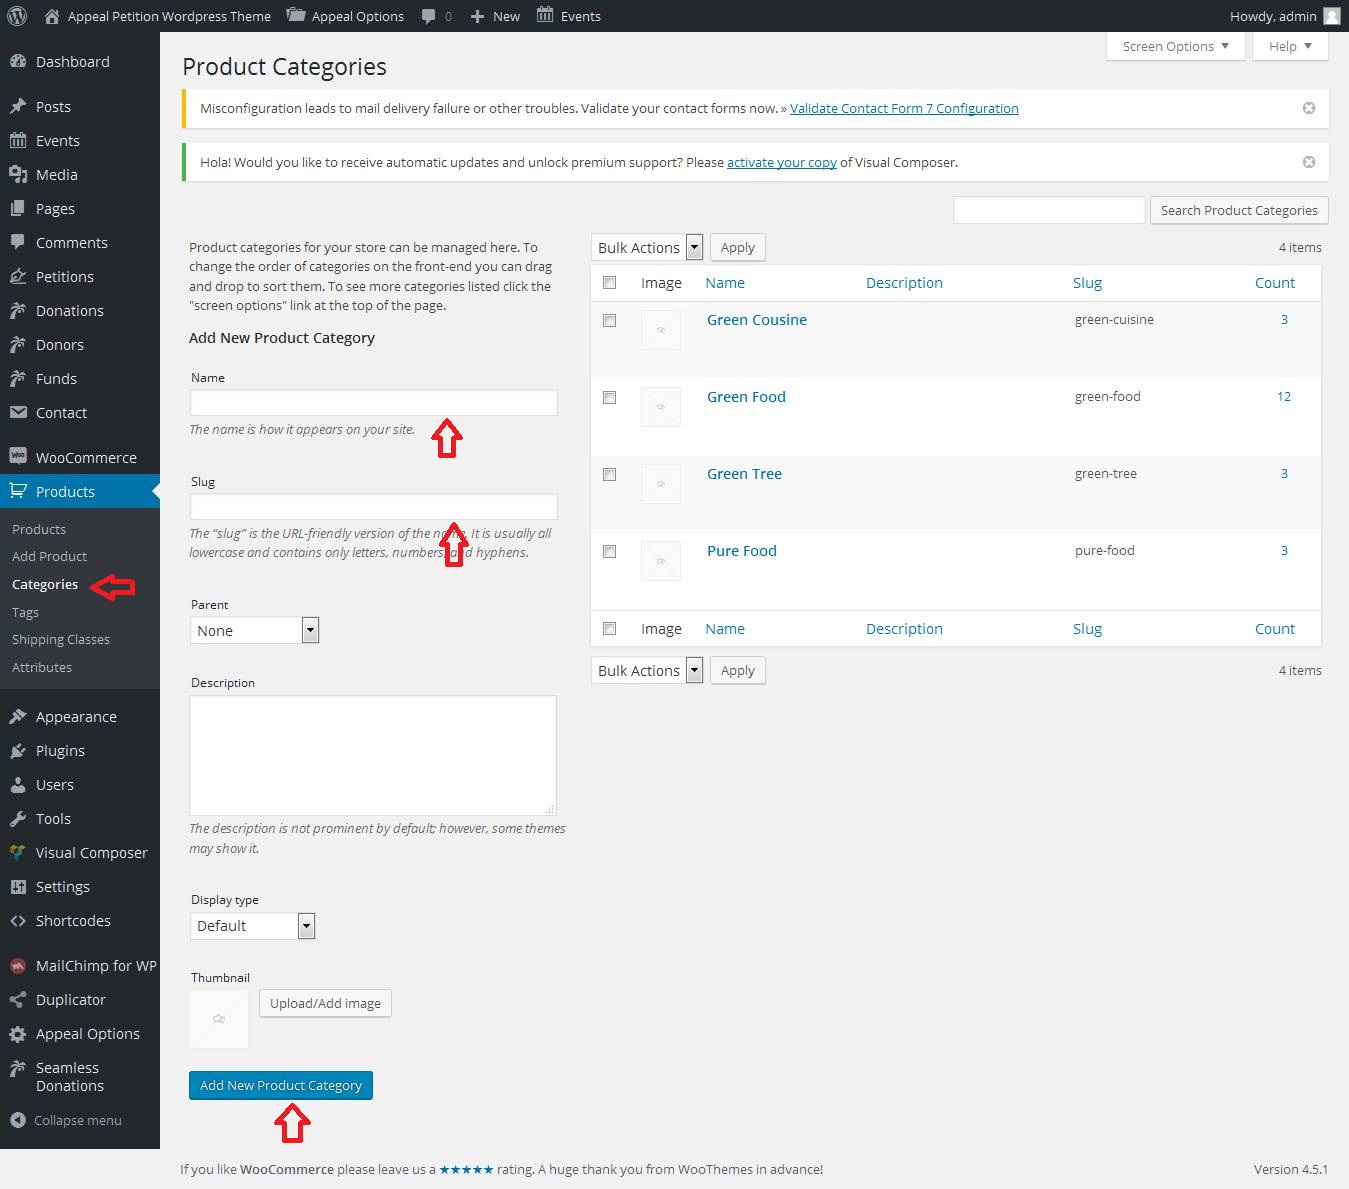 Appeal Petition Wordpress Theme Appeal Options 0 New Events Howdy, admin
Dashboard
Posts
Events
Media
Pages
Comments
Petitions
Donations
Donors
Funds
Contact
WooCommerce
Products
Products
Add Product
Categories
Tags
Shipping Classes
Attributes
Appearance
Plugins
Users
Tools
Visual Composer
Settings
Shortcodes
MailChimp for WP
Duplicator
Appeal Options
Seamless
Donations
Collapse menu
Screen Options Help
Product Categories
Misconfiguration leads to mail delivery failure or other troubles. Validate your contact forms now. » Validate Contact Form 7 Configuration
Hola! Would you like to receive automatic updates and unlock premium support? Please activate your copy of Visual Composer.
Search Product Categories
Product categories for your store can be managed here. To
change the order of categories on the front-end you can drag
and drop to sort them. To see more categories listed click the
"screen options" link at the top of the page.
Add New Product Category
Name
The name is how it appears on your site.
Slug
The “slug” is the URL-friendly version of the name. It is usually all
lowercase and contains only letters, numbers, and hyphens.
Parent
None
Description
The description is not prominent by default; however, some themes
may show it.
Display type
Default
Thumbnail
Upload/Add image
Add New Product Category
Bulk Actions Apply 4 items
Image Name Description Slug Count
Green Cousine green-cuisine 3
Green Food green-food 12
Green Tree green-tree 3
Pure Food pure-food 3
Image Name Description Slug Count
Bulk Actions Apply 4 items
If you like WooCommerce please leave us a ★★★★★ rating. A huge thank you from WooThemes in advance! Version 4.5.1